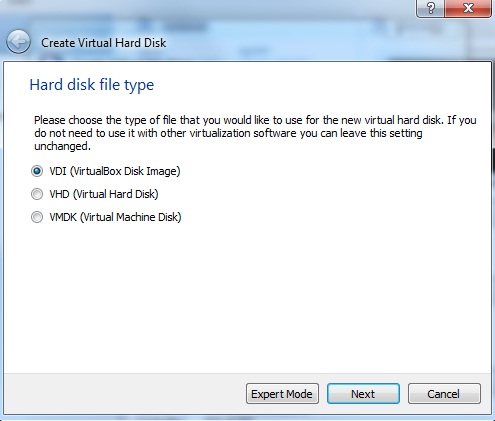 Create Virtual Hard Disk
Hard disk file type
Please choose the type of file that you would like to use for the new virtual hard disk. If you
do not need to use it with other virtualization software you can leave this setting
unchanged.
VDI (VirtualBox Disk Image)
VHD (Virtual Hard Disk)
VMDK (Virtual Machine Disk)
Expert Mode Next Cancel